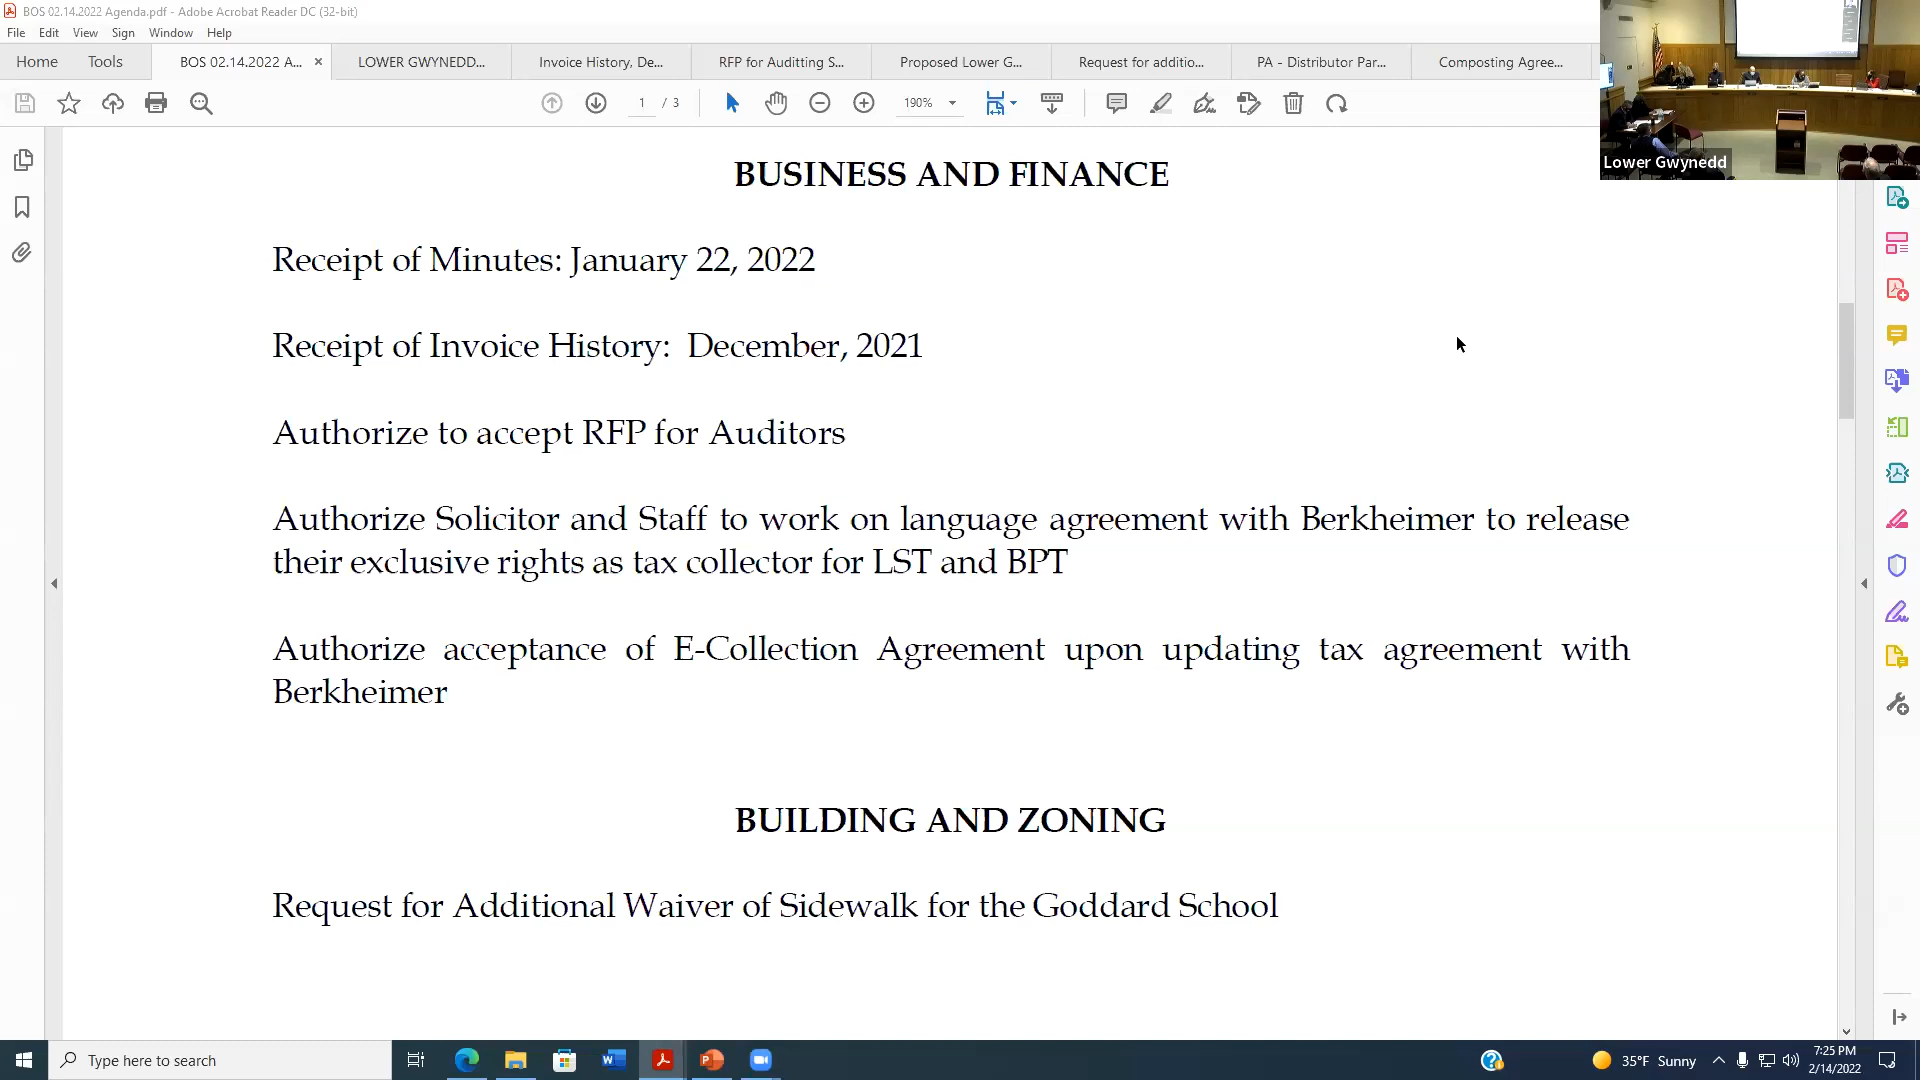 BOS 02.14.2022 Agenda.pdf - Adobe Acrobat Reader DC (32-bit)
File Edit View Sign Window Help
Home Tools BOS 02.14.2022 A... × LOWER GWYNEDD... Invoice History, De... RFP for Auditting S... Proposed Lower G... Request for additio... PA - Distributor Par... Composting Agree...
1 / 3 190%
Lower Gwynedd
BUSINESS AND FINANCE
Receipt of Minutes: January 22, 2022
Receipt of Invoice History: December, 2021
Authorize to accept RFP for Auditors
Authorize Solicitor and Staff to work on language agreement with Berkheimer to release
their exclusive rights as tax collector for LST and BPT
Authorize acceptance of E-Collection Agreement upon updating tax agreement with
Berkheimer
BUILDING AND ZONING
Request for Additional Waiver of Sidewalk for the Goddard School
Type here to search
35°F Sunny
7:25 PM
2/14/2022